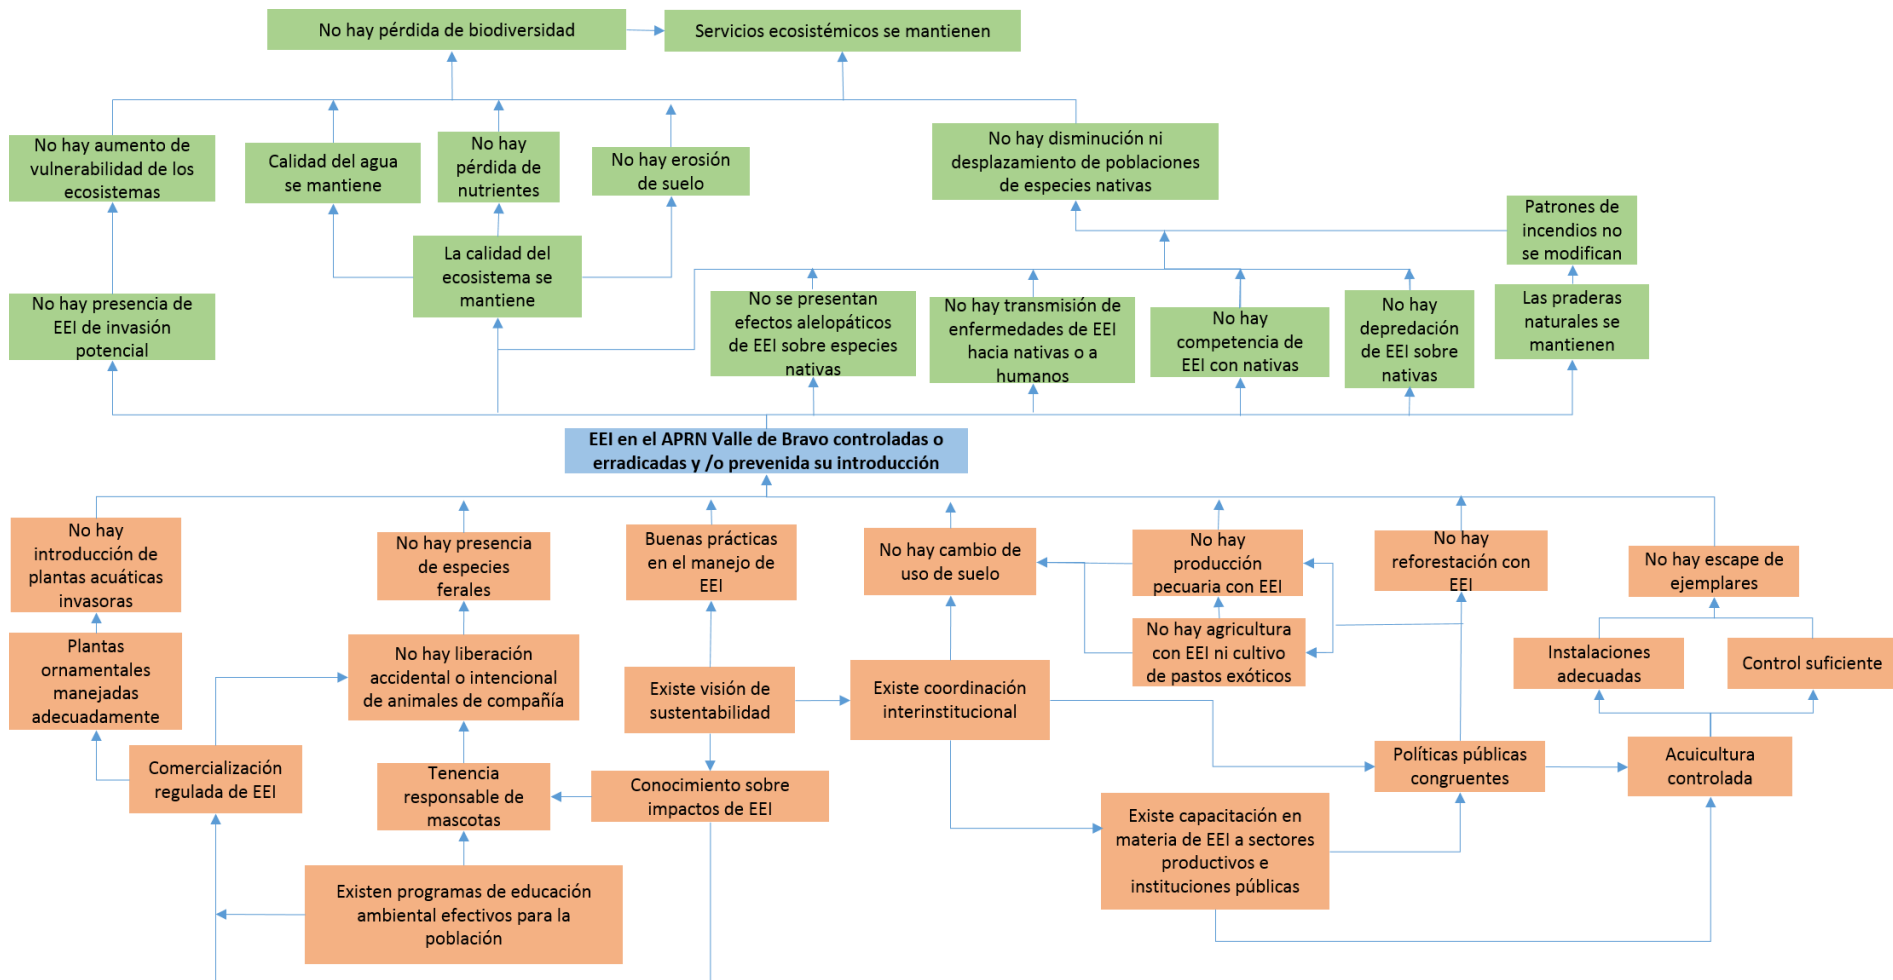 No hay pérdida de biodiversidad
Servicios ecosistémicos se mantienen
No hay aumento de
vulnerabilidad de los
ecosistemas
Calidad del agua
se mantiene
No hay
pérdida de
nutrientes
No hay erosión
de suelo
No hay disminución ni
desplazamiento de poblaciones
de especies nativas
Patrones de
incendios no
se modifican
La calidad del
ecosistema se
mantiene
No hay presencia de
EEI de invasión
potencial
No se presentan
efectos alelopáticos
de EEI sobre especies
nativas
No hay transmisión de
enfermedades de EEI
hacia nativas o a
humanos
No hay
competencia de
EEI con nativas
No hay
depredación
de EEI sobre
nativas
Las praderas
naturales se
mantienen
EEI en el APRN Valle de Bravo controladas o
erradicadas y /o prevenida su introducción
No hay
introducción de
plantas acuáticas
invasoras
No hay presencia
de especies
ferales
Buenas prácticas
en el manejo de
EEI
No hay cambio de
uso de suelo
No hay
producción
pecuaria con EEI
No hay
reforestación con
EEI
No hay escape de
ejemplares
Plantas
ornamentales
manejadas
adecuadamente
No hay liberación
accidental o intencional
de animales de compañía
Existe visión de
sustentabilidad
Existe coordinación
interinstitucional
No hay agricultura
con EEI ni cultivo
de pastos exóticos
Instalaciones
adecuadas
Control suficiente
Comercialización
regulada de EEI
Tenencia
responsable de
mascotas
Conocimiento sobre
impactos de EEI
Políticas públicas
congruentes
Acuicultura
controlada
Existe capacitación en
materia de EEI a sectores
productivos e
instituciones públicas
Existen programas de educación
ambiental efectivos para la
población